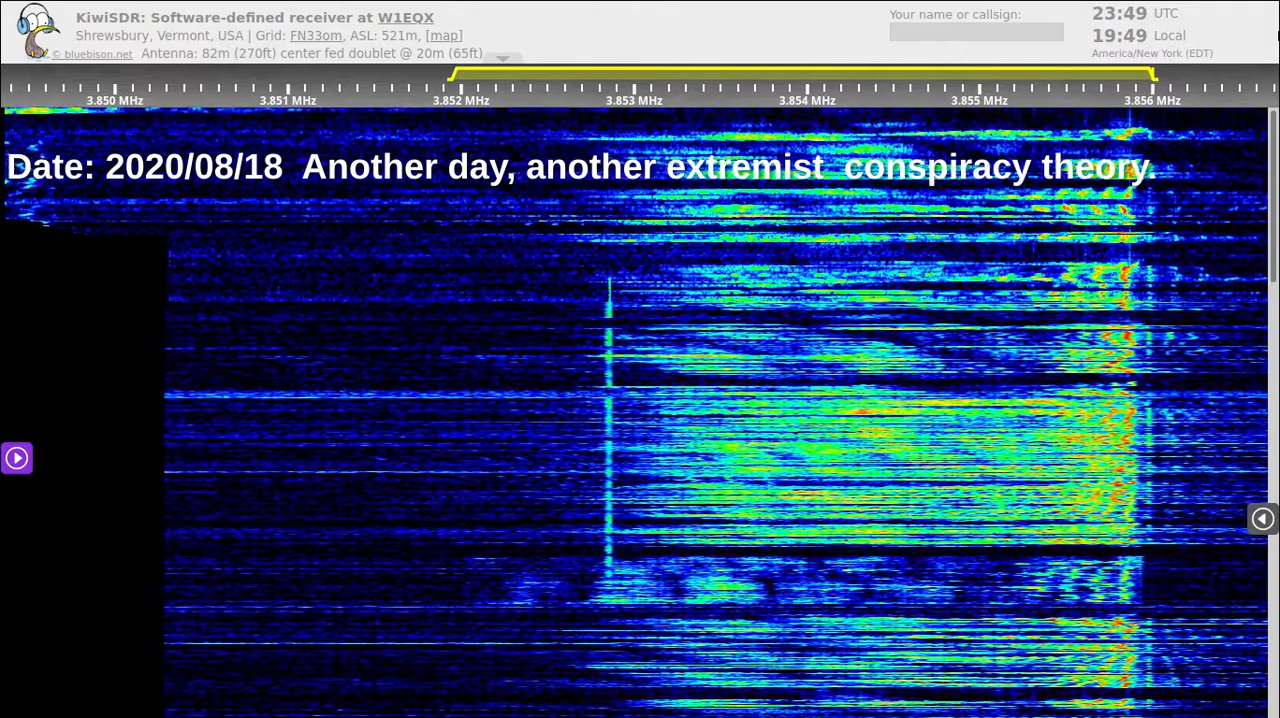 KiwiSDR: Software-defined receiver at W1EQX
Shrewsbury, Vermont, USA | Grid: FN33om, ASL: 521m, [map]
© bluebison.net Antenna: 82m (270ft) center fed doublet @ 20m (65ft)
Your name or callsign:
23:49 UTC
19:49 Local
America/New York (EDT)
3.850 MHz 3.851 MHz 3.852 MHz 3.853 MHz 3.854 MHz 3.855 MHz 3.856 MHz
Date: 2020/08/18 Another day, another extremist conspiracy theory.